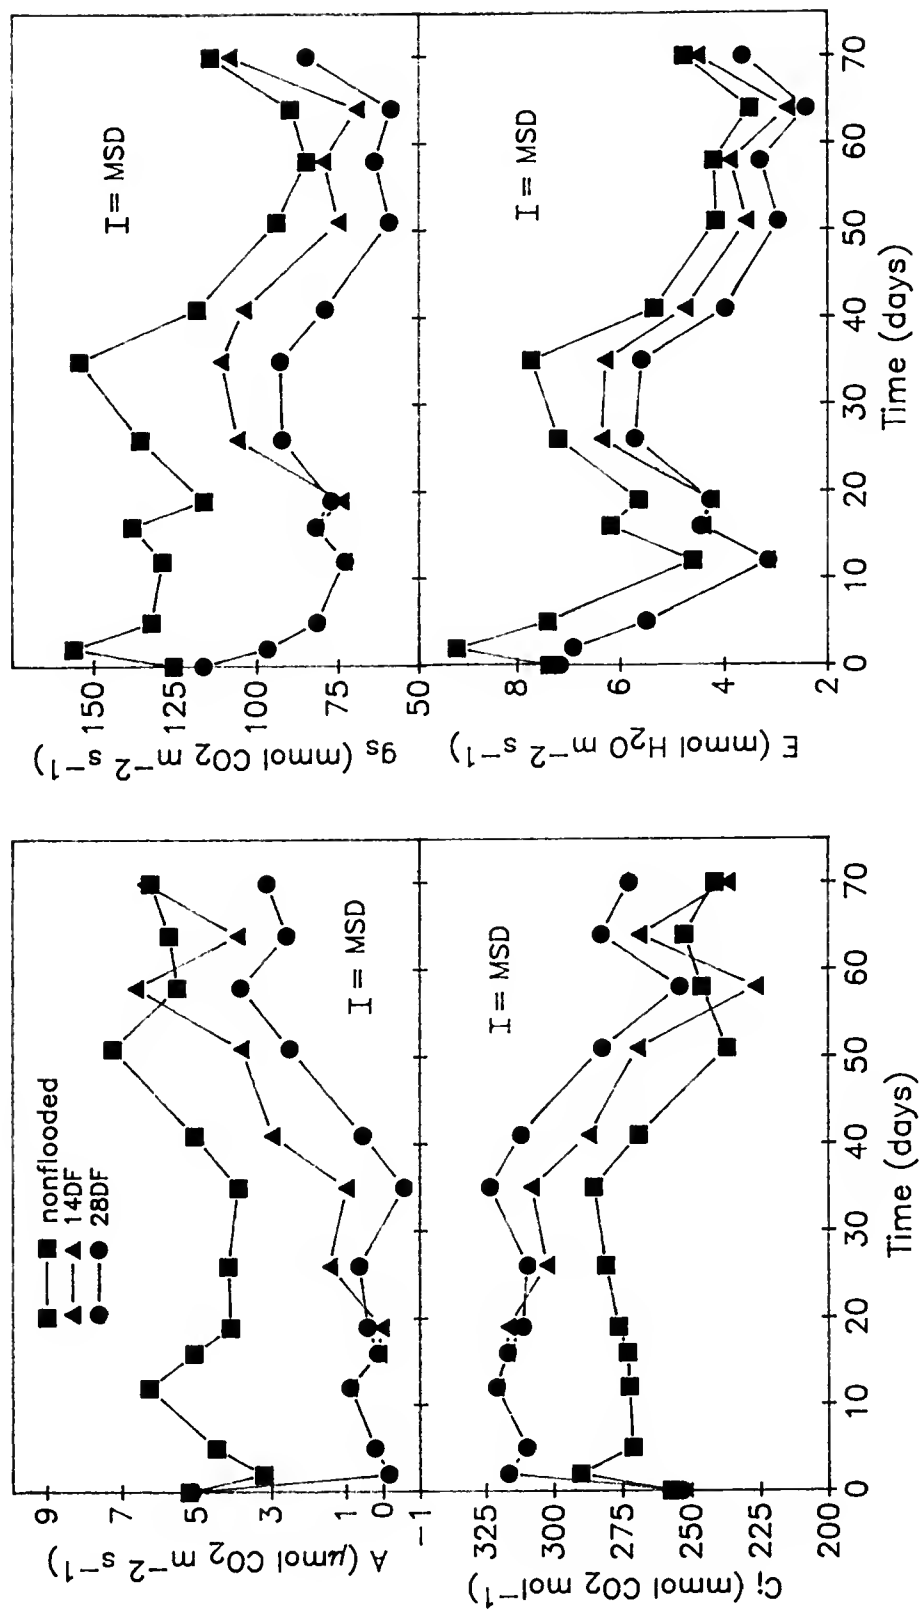 A (μmol CO₂ m⁻² s⁻¹)
9
7
5
3
1
0
−1
nonflooded
14DF
28DF
I = MSD
gₛ (mmol CO₂ m⁻² s⁻¹)
150
125
100
75
50
I = MSD
Cᵢ (mmol CO₂ mol⁻¹)
325
300
275
250
225
200
I = MSD
0 10 20 30 40 50 60 70
Time (days)
E (mmol H₂O m⁻² s⁻¹)
8
6
4
2
I = MSD
0 10 20 30 40 50 60 70
Time (days)